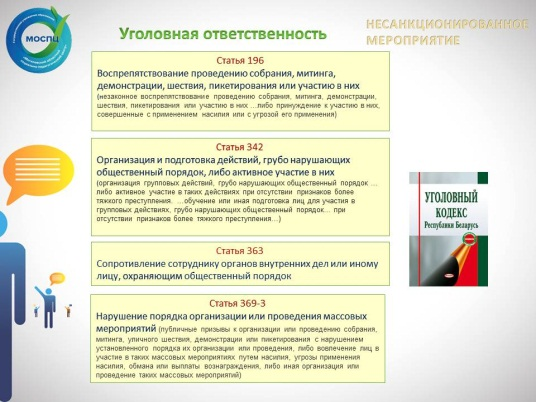 МОСПЦ
Уголовная ответственность
НЕСАНКЦИОНИРОВАННОЕ
МЕРОПРИЯТИЕ
Статья 196
Воспрепятствование проведению собрания, митинга,
демонстрации, шествия, пикетирования или участию в них
(незаконное воспрепятствование проведению собрания, митинга, демонстрации,
шествия, пикетирования или участию в них ...либо принуждение к участию в них,
совершенные с применением насилия или с угрозой его применения)
Статья 342
Организация и подготовка действий, грубо нарушающих
общественный порядок, либо активное участие в них
(организация групповых действий, грубо нарушающих общественный порядок ...
либо активное участие в таких действиях при отсутствии признаков более
тяжкого преступления. ...обучение или иная подготовка лиц для участия в
групповых действиях, грубо нарушающих общественный порядок... при
отсутствии признаков более тяжкого преступления...)
Статья 363
Сопротивление сотруднику органов внутренних дел или иному
лицу, охраняющим общественный порядок
Статья 369-3
Нарушение порядка организации или проведения массовых
мероприятий (публичные призывы к организации или проведению собрания,
митинга, уличного шествия, демонстрации или пикетирования с нарушением
установленного порядка их организации или проведения, либо вовлечение лиц в
участие в таких массовых мероприятиях путем насилия, угрозы применения
насилия, обмана или выплаты вознаграждения, либо иная организация или
проведение таких массовых мероприятий)
УГОЛОВНЫЙ
КОДЕКС
Республики Беларусь